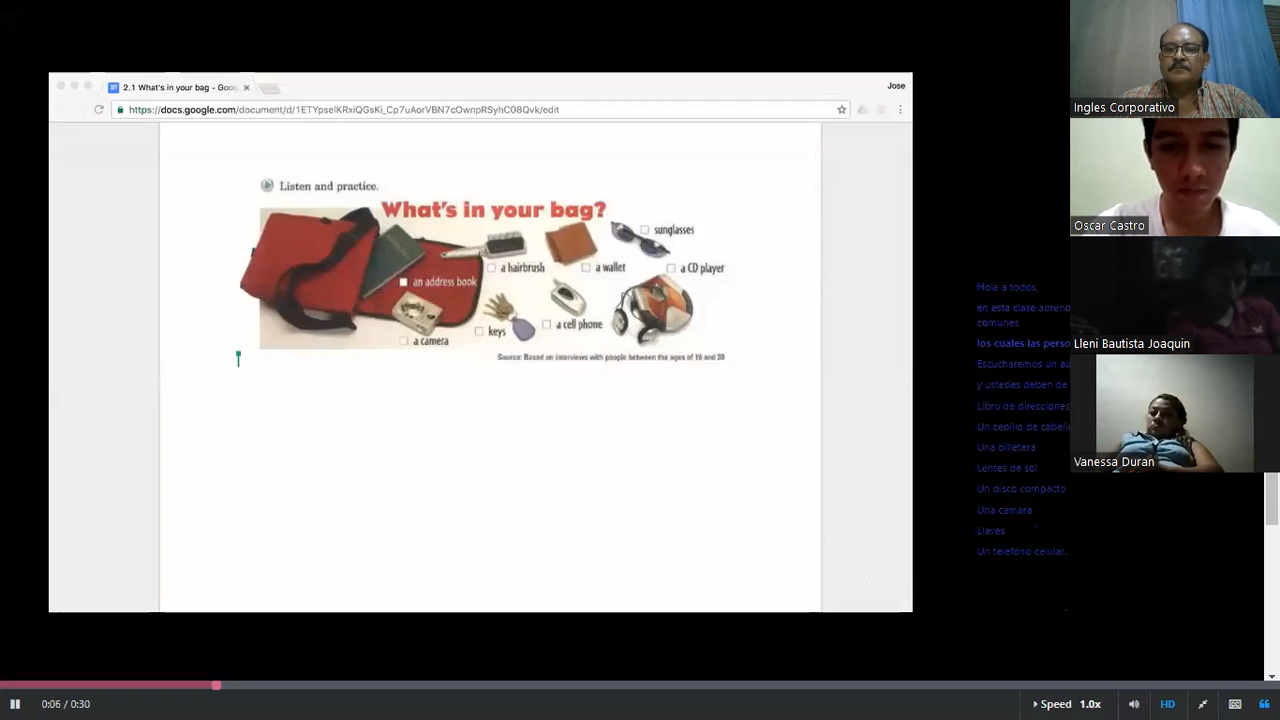 2.1 What's in your bag - Goo
Jose
https://docs.google.com/document/d/1ETYpselKRxiQGsKi_Cp7uAorVBN7cOwnpRSyhC08Qvk/edit
Listen and practice.
What's in your bag?
sunglasses
a hairbrush
a wallet
a CD player
an address book
keys
a cell phone
a camera
Source: Based on interviews with people between the ages of 16 and 30
Hola a todos,
en esta clase aprend
comunes
los cuales las perso
Escucharemos un au
y ustedes deben de
Libro de direcciones
Un cepillo de cabello
Una billetera
Lentes de sol
Un disco compacto
Una camara
Llaves
Un telefono celular.
Ingles Corporativo
Oscar Castro
Lleni Bautista Joaquin
Vanessa Duran
0:06 / 0:30
Speed 1.0x
HD